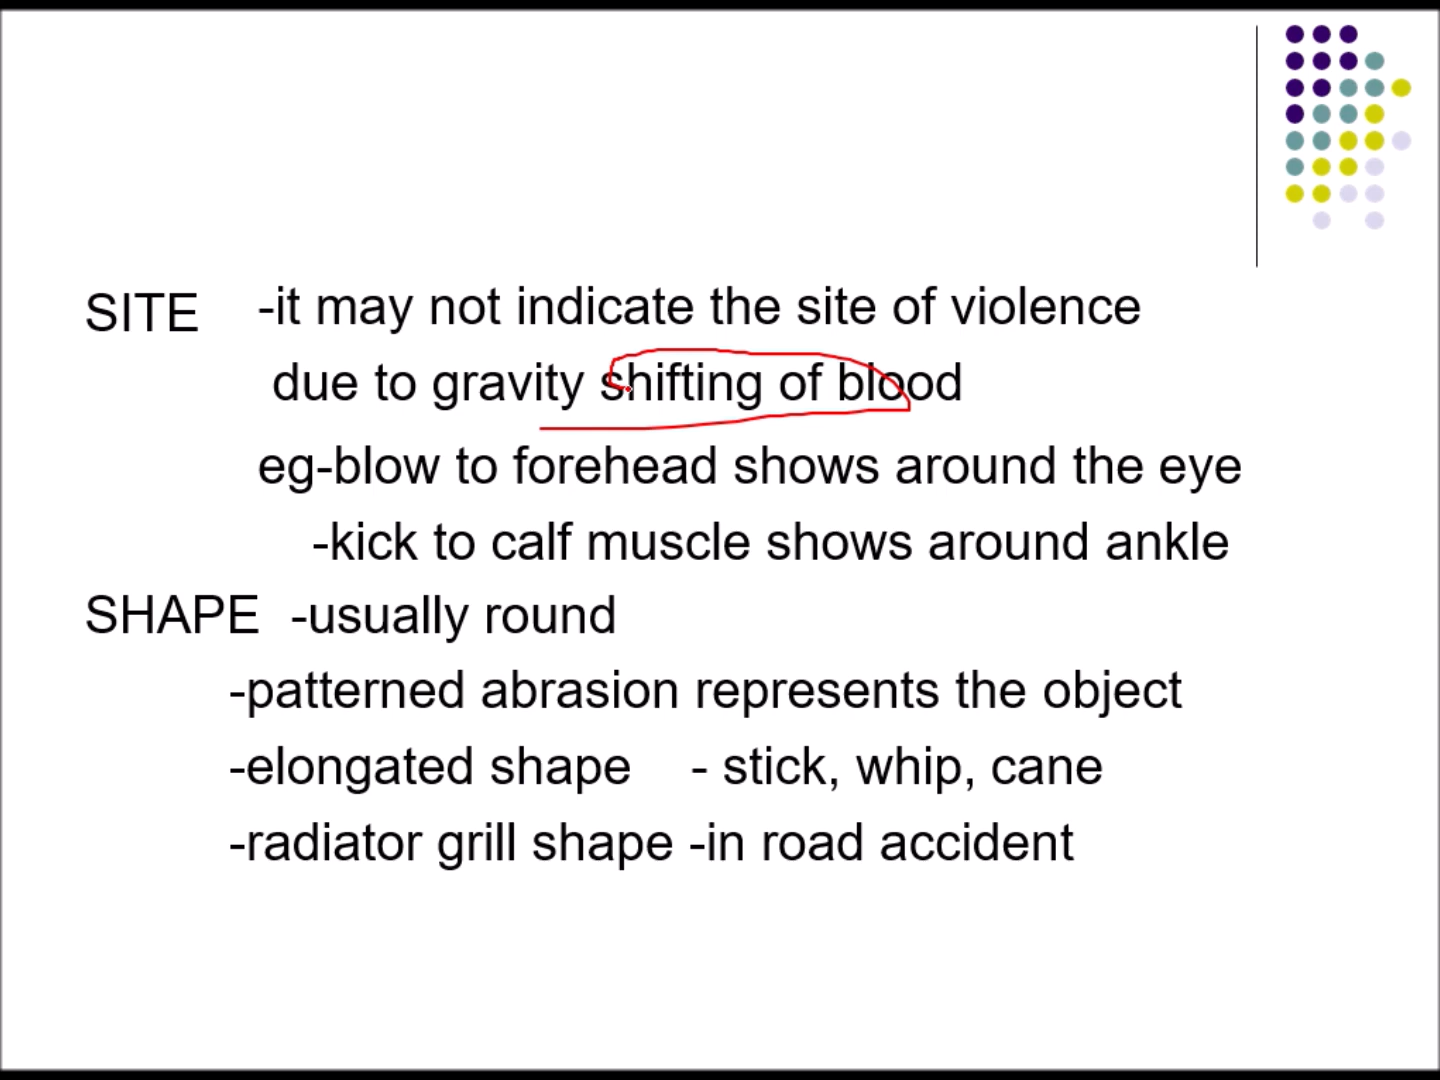 SITE -it may not indicate the site of violence
due to gravity shifting of blood
eg-blow to forehead shows around the eye
-kick to calf muscle shows around ankle
SHAPE -usually round
-patterned abrasion represents the object
-elongated shape - stick, whip, cane
-radiator grill shape -in road accident